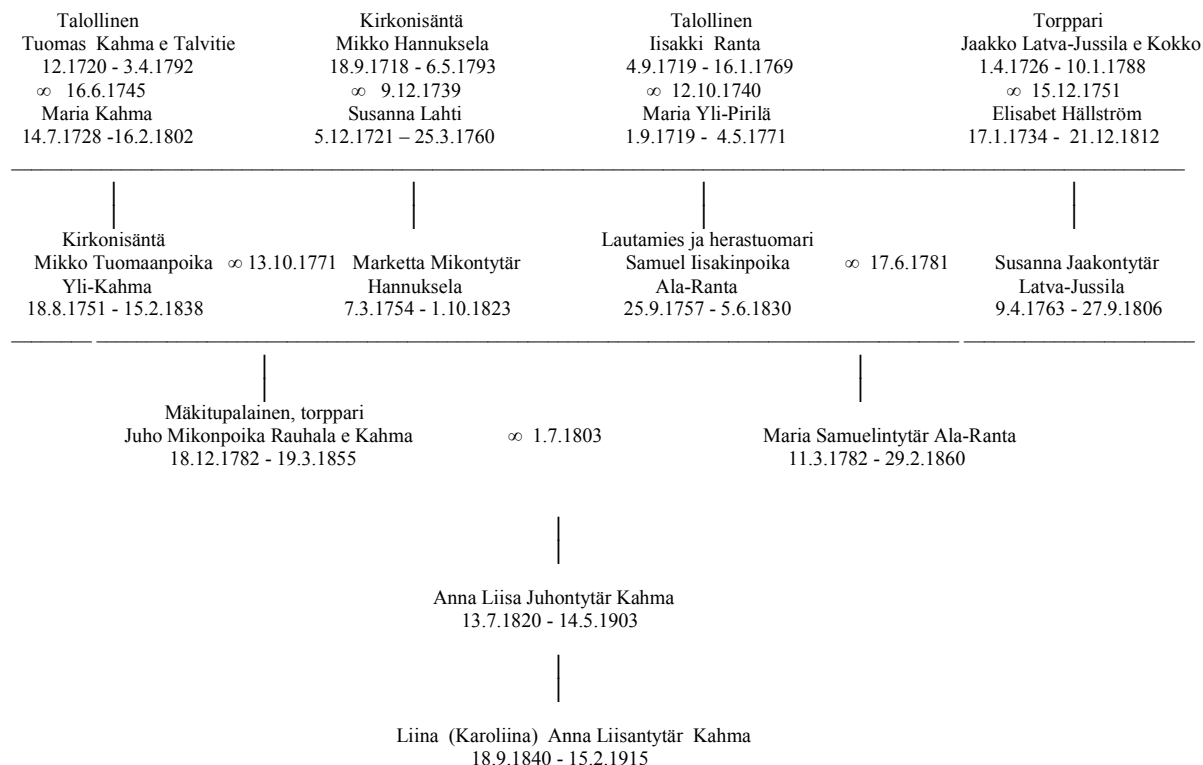 Talollinen
Tuomas Kahma e Talvitie
12.1720 - 3.4.1792
∞ 16.6.1745
Maria Kahma
14.7.1728 -16.2.1802
Kirkonisäntä
Mikko Hannuksela
18.9.1718 - 6.5.1793
∞ 9.12.1739
Susanna Lahti
5.12.1721 – 25.3.1760
Talollinen
Iisakki Ranta
4.9.1719 - 16.1.1769
∞ 12.10.1740
Maria Yli-Pirilä
1.9.1719 - 4.5.1771
Torppari
Jaakko Latva-Jussila e Kokko
1.4.1726 - 10.1.1788
∞ 15.12.1751
Elisabet Hällström
17.1.1734 - 21.12.1812
Kirkonisäntä
Mikko Tuomaanpoika
Yli-Kahma
18.8.1751 - 15.2.1838
∞ 13.10.1771
Marketta Mikontytär
Hannuksela
7.3.1754 - 1.10.1823
Lautamies ja herastuomari
Samuel Iisakinpoika
Ala-Ranta
25.9.1757 - 5.6.1830
∞ 17.6.1781
Susanna Jaakontytär
Latva-Jussila
9.4.1763 - 27.9.1806
Mäkitupalainen, torppari
Juho Mikonpoika Rauhala e Kahma
18.12.1782 - 19.3.1855
∞ 1.7.1803
Maria Samuelintytär Ala-Ranta
11.3.1782 - 29.2.1860
Anna Liisa Juhontytär Kahma
13.7.1820 - 14.5.1903
Liina (Karoliina) Anna Liisantytär Kahma
18.9.1840 - 15.2.1915